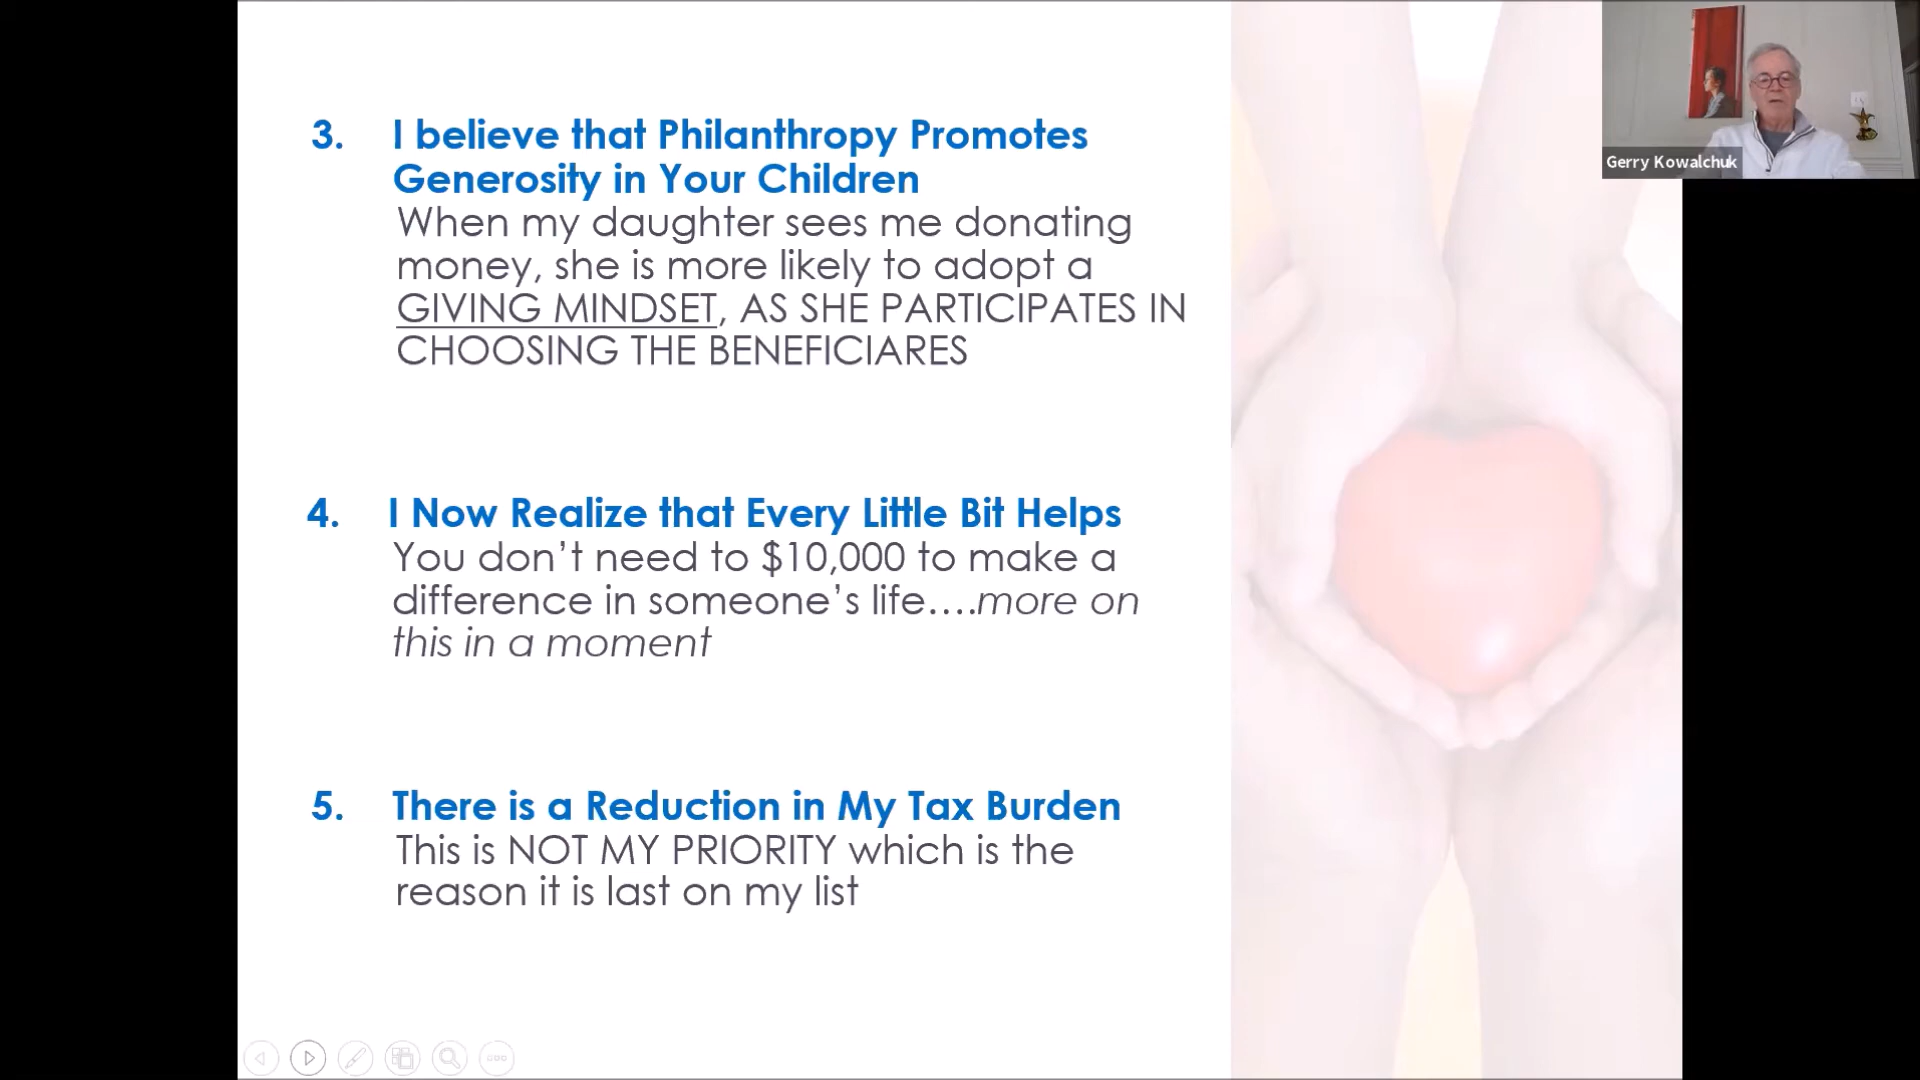 3. I believe that Philanthropy Promotes
Generosity in Your Children
When my daughter sees me donating
money, she is more likely to adopt a
GIVING MINDSET, AS SHE PARTICIPATES IN
CHOOSING THE BENEFICIARES
4. I Now Realize that Every Little Bit Helps
You don’t need to $10,000 to make a
difference in someone’s life….more on
this in a moment
5. There is a Reduction in My Tax Burden
This is NOT MY PRIORITY which is the
reason it is last on my list
Gerry Kowalchuk